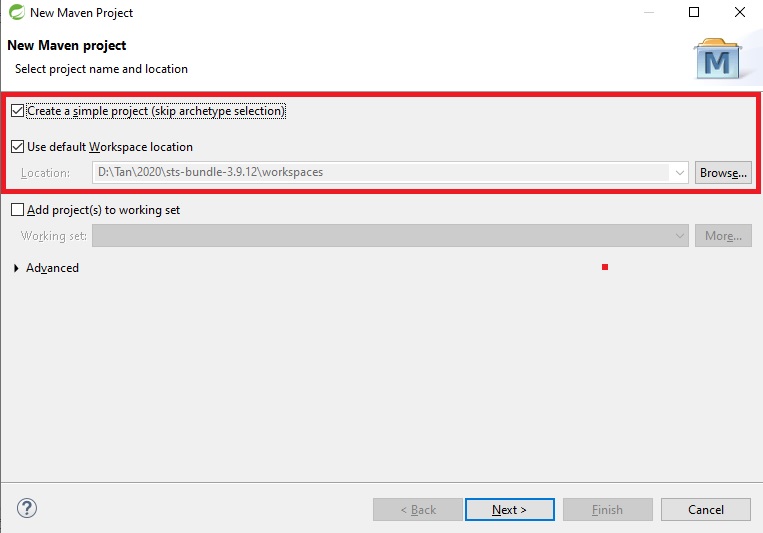 New Maven Project
New Maven project
Select project name and location
M
Create a simple project (skip archetype selection)
Use default Workspace location
Location: D:\Tan\2020\sts-bundle-3.9.12\workspaces Browse...
Add project(s) to working set
Working set: More...
Advanced
? < Back Next > Finish Cancel